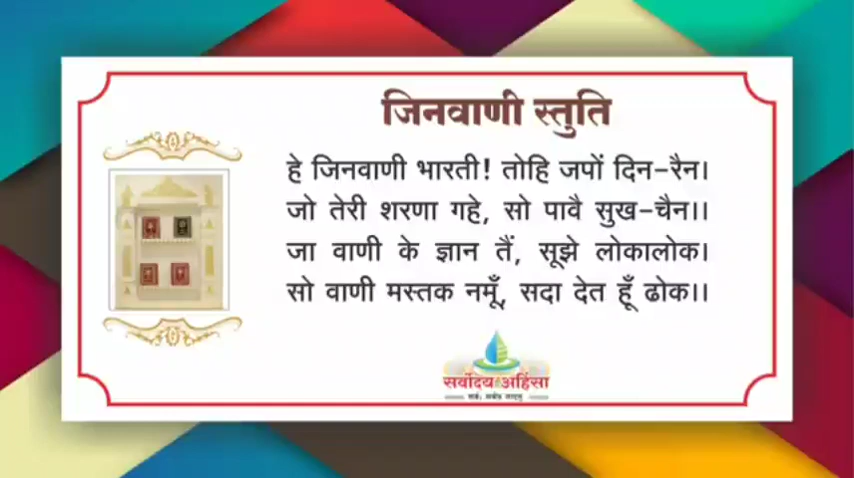 जिनवाणी स्तुति
हे जिनवाणी भारती! तोहि जपों दिन-रैन।
जो तेरी शरणा गहे, सो पावै सुख-चैन।।
जा वाणी के ज्ञान तैं, सूझे लोकालोक।
सो वाणी मस्तक नमूँ, सदा देत हूँ ढोक।।
सर्वोदय अहिंसा